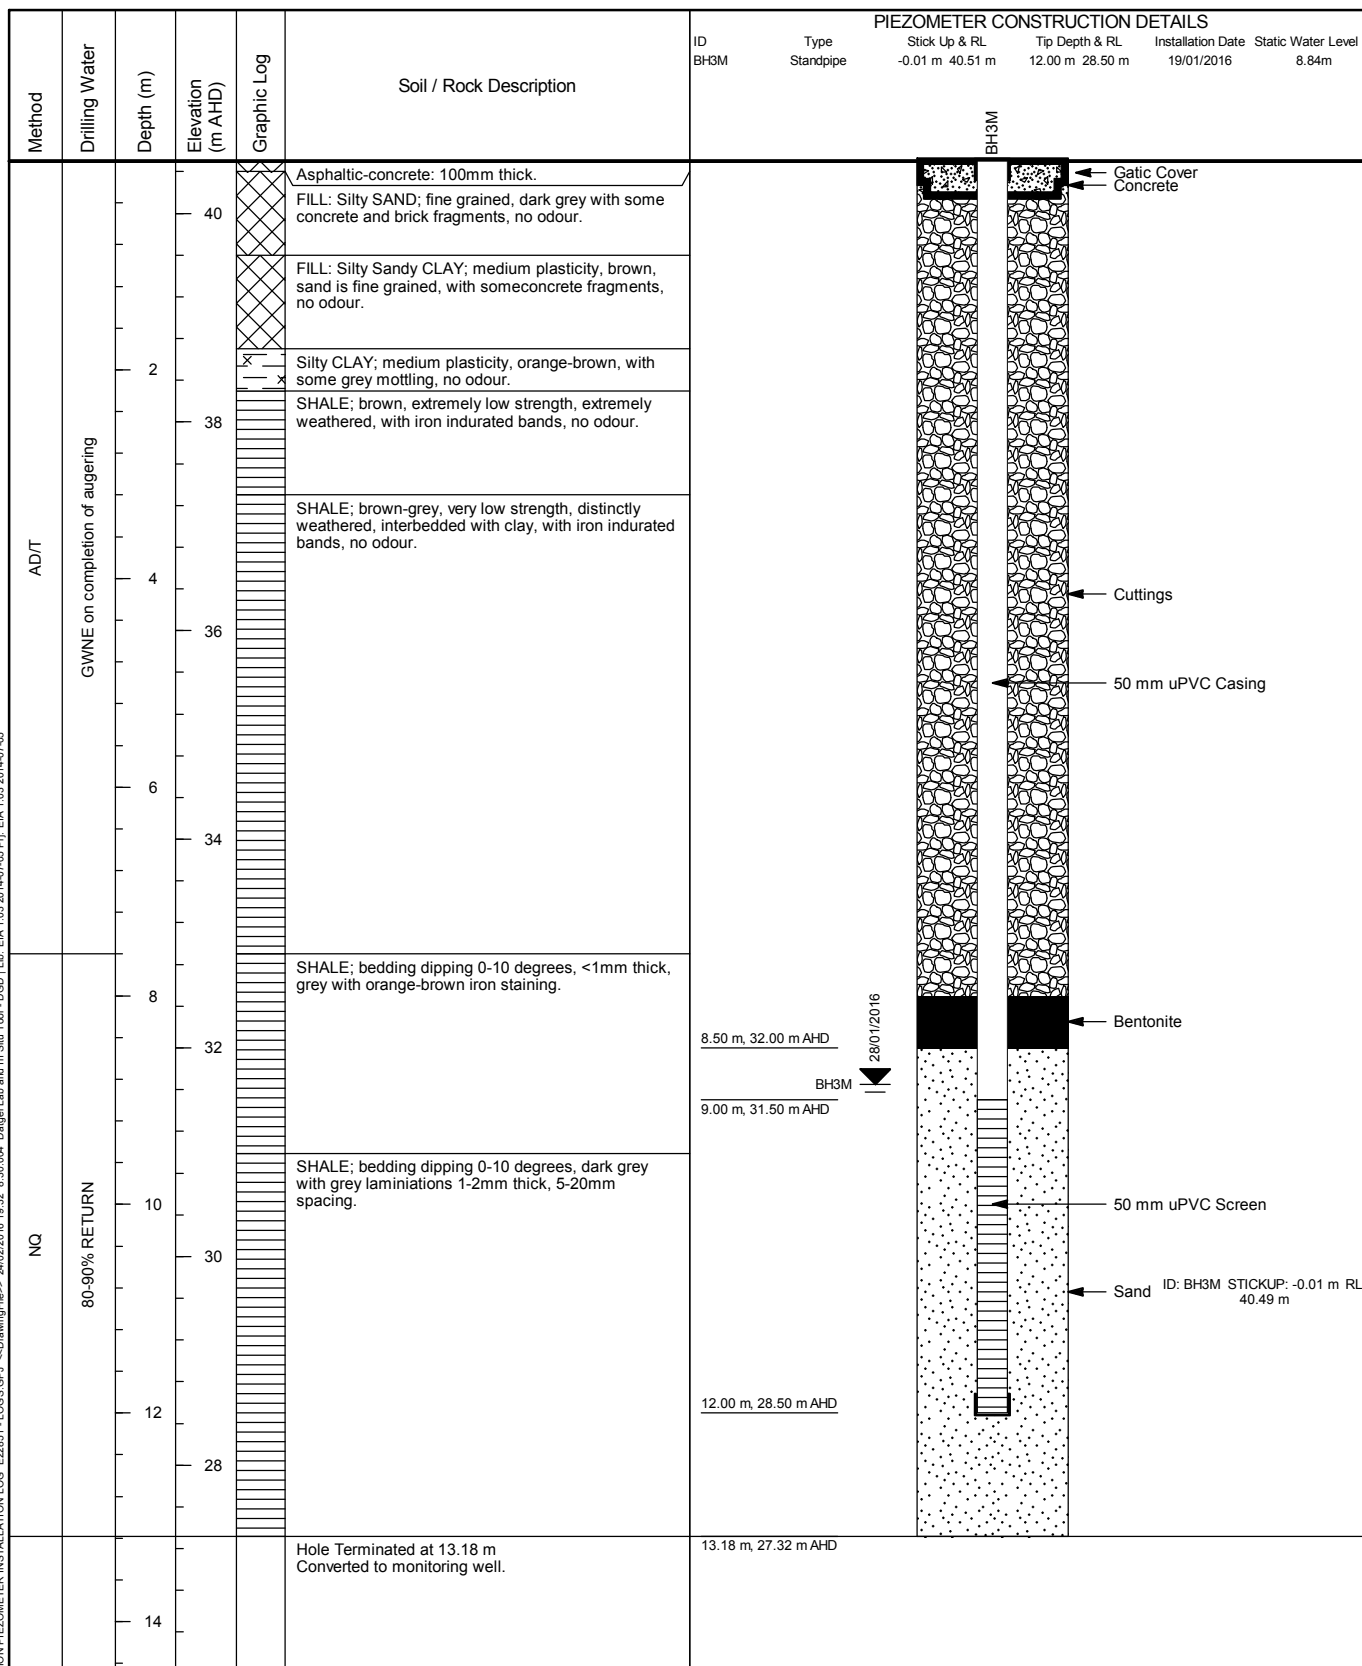 PIEZOMETER CONSTRUCTION DETAILS
Method
Drilling Water
Depth (m)
Elevation
(m AHD)
Graphic Log
Soil / Rock Description
ID Type Stick Up & RL Tip Depth & RL Installation Date Static Water Level
BH3M Standpipe -0.01 m 40.51 m 12.00 m 28.50 m 19/01/2016 8.84m
BH3M
AD/T
GWNE on completion of augering
NQ
80-90% RETURN
2
4
6
8
10
12
14
40
38
36
34
32
30
28
Asphaltic-concrete: 100mm thick.
FILL: Silty SAND; fine grained, dark grey with some
concrete and brick fragments, no odour.
FILL: Silty Sandy CLAY; medium plasticity, brown,
sand is fine grained, with someconcrete fragments,
no odour.
Silty CLAY; medium plasticity, orange-brown, with
some grey mottling, no odour.
SHALE; brown, extremely low strength, extremely
weathered, with iron indurated bands, no odour.
SHALE; brown-grey, very low strength, distinctly
weathered, interbedded with clay, with iron indurated
bands, no odour.
SHALE; bedding dipping 0-10 degrees, <1mm thick,
grey with orange-brown iron staining.
SHALE; bedding dipping 0-10 degrees, dark grey
with grey laminiations 1-2mm thick, 5-20mm
spacing.
Hole Terminated at 13.18 m
Converted to monitoring well.
Gatic Cover
Concrete
Cuttings
50 mm uPVC Casing
Bentonite
8.50 m, 32.00 m AHD
28/01/2016
BH3M
9.00 m, 31.50 m AHD
50 mm uPVC Screen
Sand
ID: BH3M STICKUP: -0.01 m RL
40.49 m
12.00 m, 28.50 m AHD
13.18 m, 27.32 m AHD